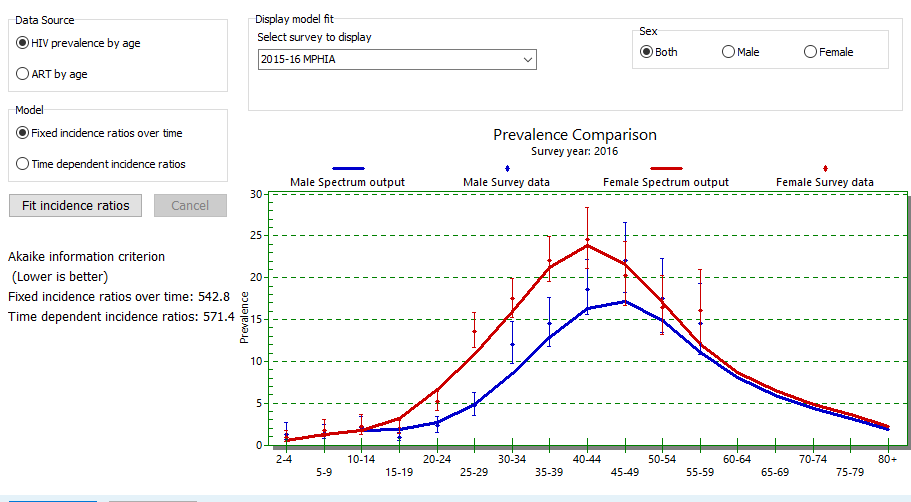 Data Source
HIV prevalence by age
ART by age
Model
Fixed incidence ratios over time
Time dependent incidence ratios
Fit incidence ratios
Cancel
Akaike information criterion
(Lower is better)
Fixed incidence ratios over time: 542.8
Time dependent incidence ratios: 571.4
Display model fit
Select survey to display
2015-16 MPHIA
Sex
Both
Male
Female
Prevalence Comparison
Survey year: 2016
Male Spectrum output
Male Survey data
Female Spectrum output
Female Survey data
Prevalence
30
25
20
15
10
5
0
2-4
5-9
10-14
15-19
20-24
25-29
30-34
35-39
40-44
45-49
50-54
55-59
60-64
65-69
70-74
75-79
80+